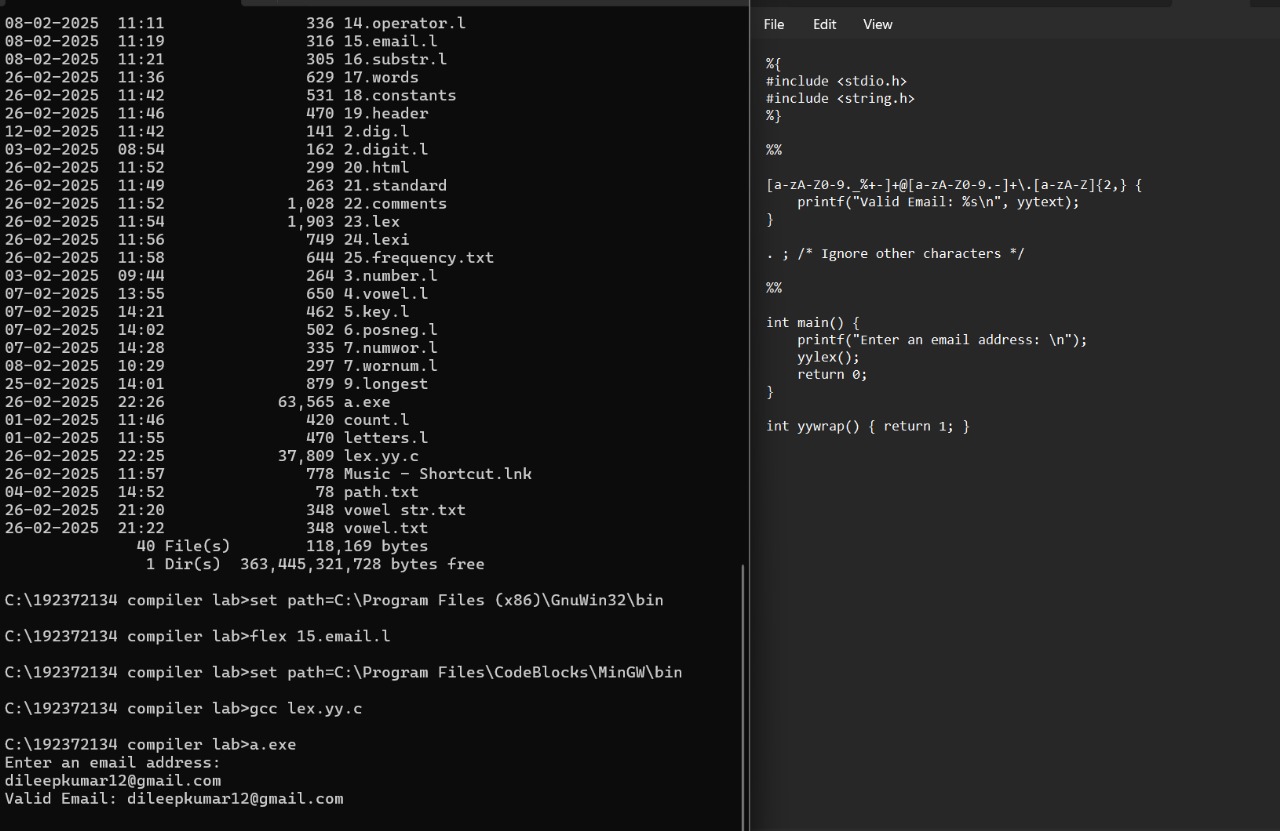 08-02-2025  11:11               336 14.operator.l
08-02-2025  11:19               316 15.email.l
08-02-2025  11:21               305 16.substr.l
26-02-2025  11:36               629 17.words
26-02-2025  11:42               531 18.constants
26-02-2025  11:46               470 19.header
12-02-2025  11:42               141 2.dig.l
03-02-2025  08:54               162 2.digit.l
26-02-2025  11:52               299 20.html
26-02-2025  11:49               263 21.standard
26-02-2025  11:52             1,028 22.comments
26-02-2025  11:54             1,903 23.lex
26-02-2025  11:56               749 24.lexi
26-02-2025  11:58               644 25.frequency.txt
03-02-2025  09:44               264 3.number.l
07-02-2025  13:55               650 4.vowel.l
07-02-2025  14:21               462 5.key.l
07-02-2025  14:02               502 6.posneg.l
07-02-2025  14:28               335 7.numwor.l
08-02-2025  10:29               297 7.wornum.l
25-02-2025  14:01               879 9.longest
26-02-2025  22:26            63,565 a.exe
01-02-2025  11:46               420 count.l
01-02-2025  11:55               470 letters.l
26-02-2025  22:25            37,809 lex.yy.c
26-02-2025  11:57               778 Music - Shortcut.lnk
04-02-2025  14:52                78 path.txt
26-02-2025  21:20               348 vowel str.txt
26-02-2025  21:22               348 vowel.txt
40 File(s)        118,169 bytes
1 Dir(s)  363,445,321,728 bytes free
C:\192372134 compiler lab>set path=C:\Program Files (x86)\GnuWin32\bin
C:\192372134 compiler lab>flex 15.email.l
C:\192372134 compiler lab>set path=C:\Program Files\CodeBlocks\MinGW\bin
C:\192372134 compiler lab>gcc lex.yy.c
C:\192372134 compiler lab>a.exe
Enter an email address:
dileepkumar12@gmail.com
Valid Email: dileepkumar12@gmail.com
File Edit View
%{
#include <stdio.h>
#include <string.h>
%}
%%
[a-zA-Z0-9._%+-]+@[a-zA-Z0-9.-]+\.[a-zA-Z]{2,} {
    printf("Valid Email: %s\n", yytext);
}
. ; /* Ignore other characters */
%%
int main() {
    printf("Enter an email address: \n");
    yylex();
    return 0;
}
int yywrap() { return 1; }